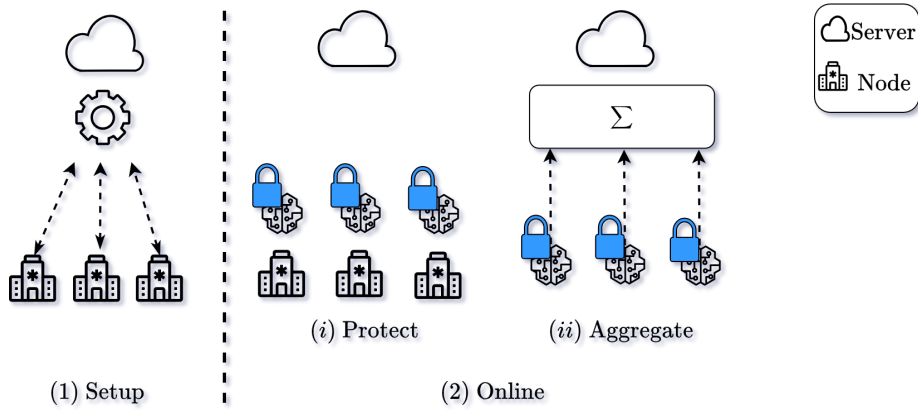 Server
Node
Σ
(i) Protect
(ii) Aggregate
(1) Setup
(2) Online